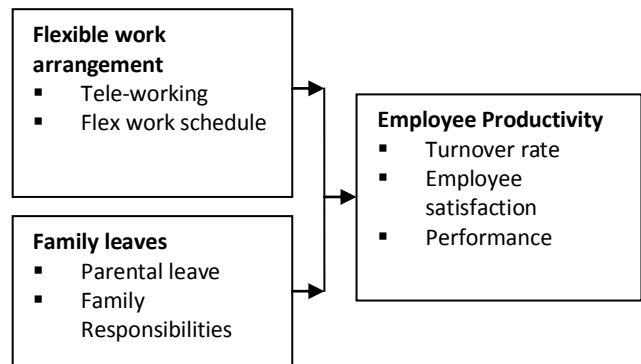 Flexible work
arrangement
▪ Tele-working
▪ Flex work schedule
Family leaves
▪ Parental leave
▪ Family
Responsibilities
Employee Productivity
▪ Turnover rate
▪ Employee
satisfaction
▪ Performance